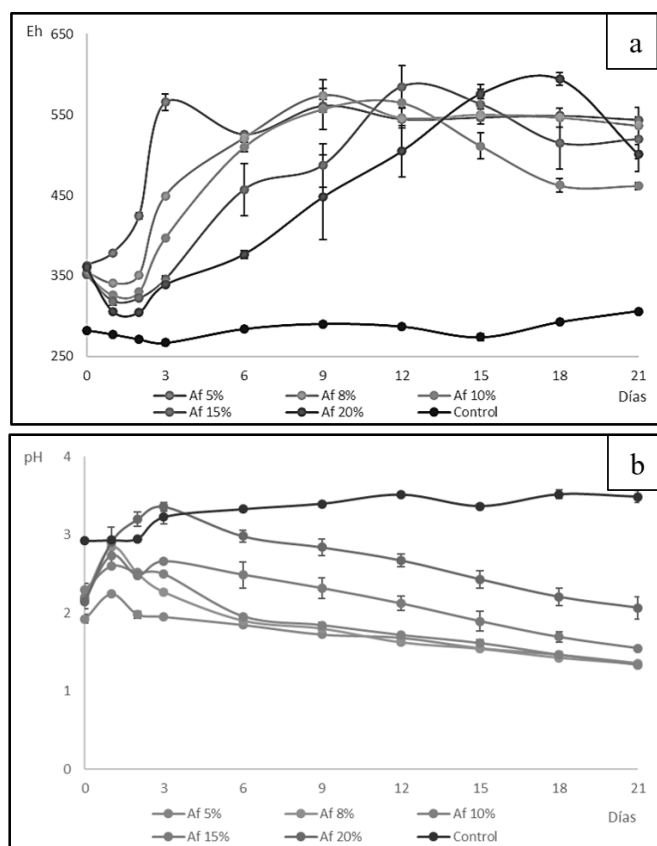 Eh
650
a
550
450
350
250
0 3 6 9 12 15 18 21
Af 5% Af 8% Af 10% Días
Af 15% Af 20% Control
pH
4
b
3
2
1
0
0 3 6 9 12 15 18 21
Af 5% Af 8% Af 10% Días
Af 15% Af 20% Control